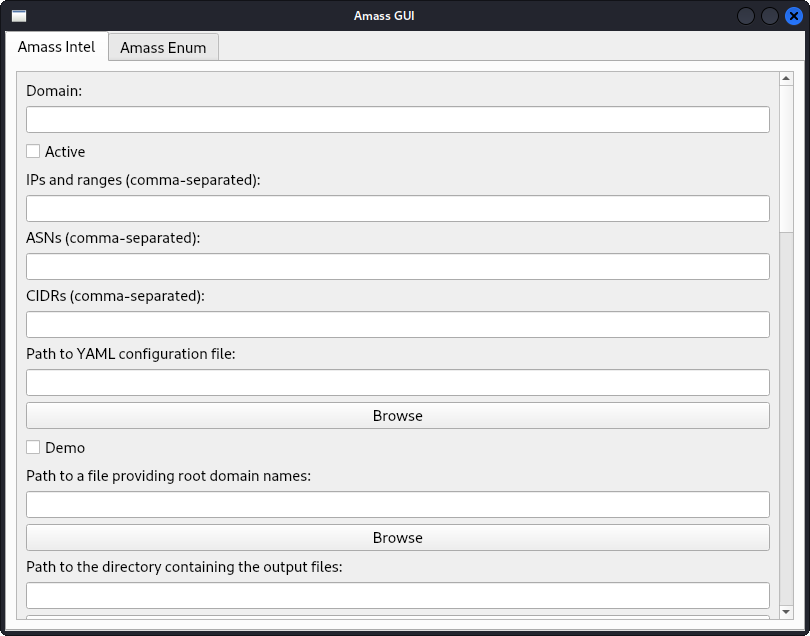 Amass GUI
Amass Intel
Amass Enum
Domain:
Active
IPs and ranges (comma-separated):
ASNs (comma-separated):
CIDRs (comma-separated):
Path to YAML configuration file:
Browse
Demo
Path to a file providing root domain names:
Browse
Path to the directory containing the output files: